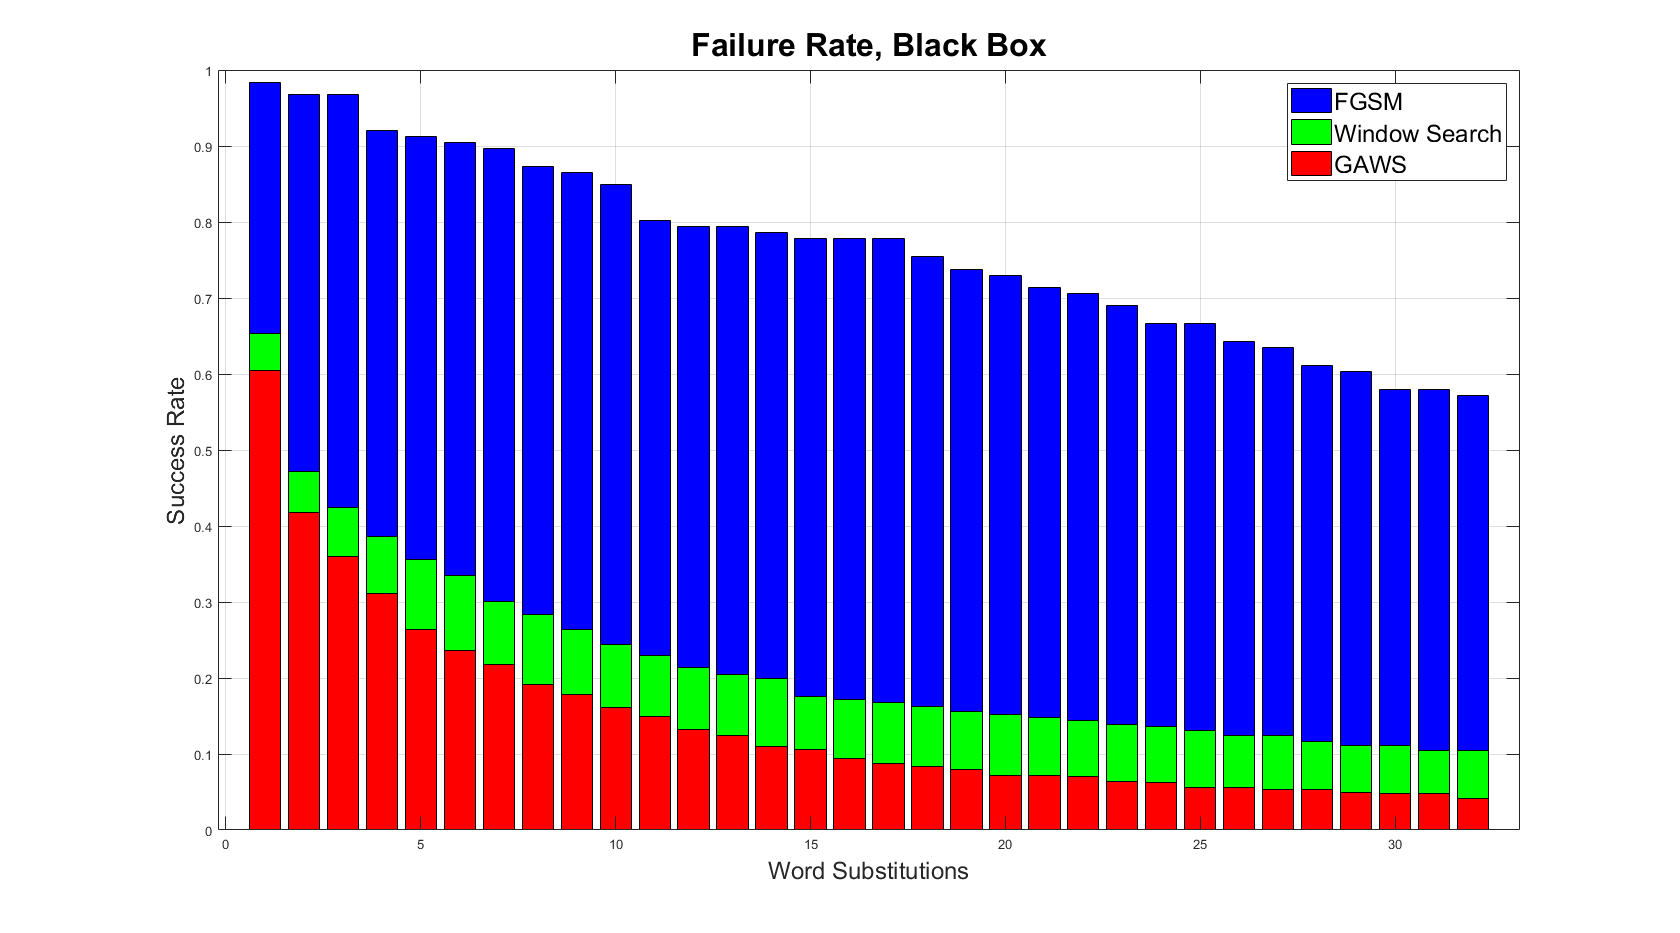 Failure Rate, Black Box
FGSM
Window Search
GAWS
Success Rate
1
0.9
0.8
0.7
0.6
0.5
0.4
0.3
0.2
0.1
0
0 5 10 15 20 25 30
Word Substitutions